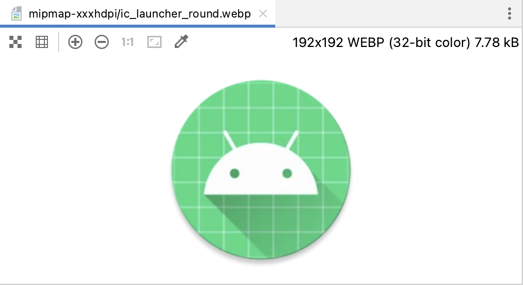 mipmap-xxxhdpi/ic_launcher_round.webp
1:1
192x192 WEBP (32-bit color) 7.78 kB